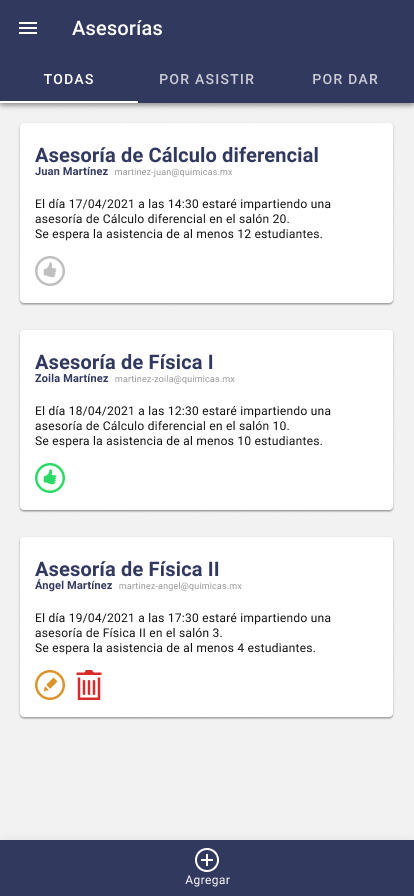 Asesorías
TODAS
POR ASISTIR
POR DAR
Asesoría de Cálculo diferencial
Juan Martínez martinez-juan@quimicas.mx
El día 17/04/2021 a las 14:30 estaré impartiendo una
asesoría de Cálculo diferencial en el salón 20.
Se espera la asistencia de al menos 12 estudiantes.
Asesoría de Física I
Zoila Martínez martinez-zoila@quimicas.mx
El día 18/04/2021 a las 12:30 estaré impartiendo una
asesoría de Cálculo diferencial en el salón 10.
Se espera la asistencia de al menos 10 estudiantes.
Asesoría de Física II
Ángel Martínez martinez-angel@quimicas.mx
El día 19/04/2021 a las 17:30 estaré impartiendo una
asesoría de Física II en el salón 3.
Se espera la asistencia de al menos 4 estudiantes.
Agregar